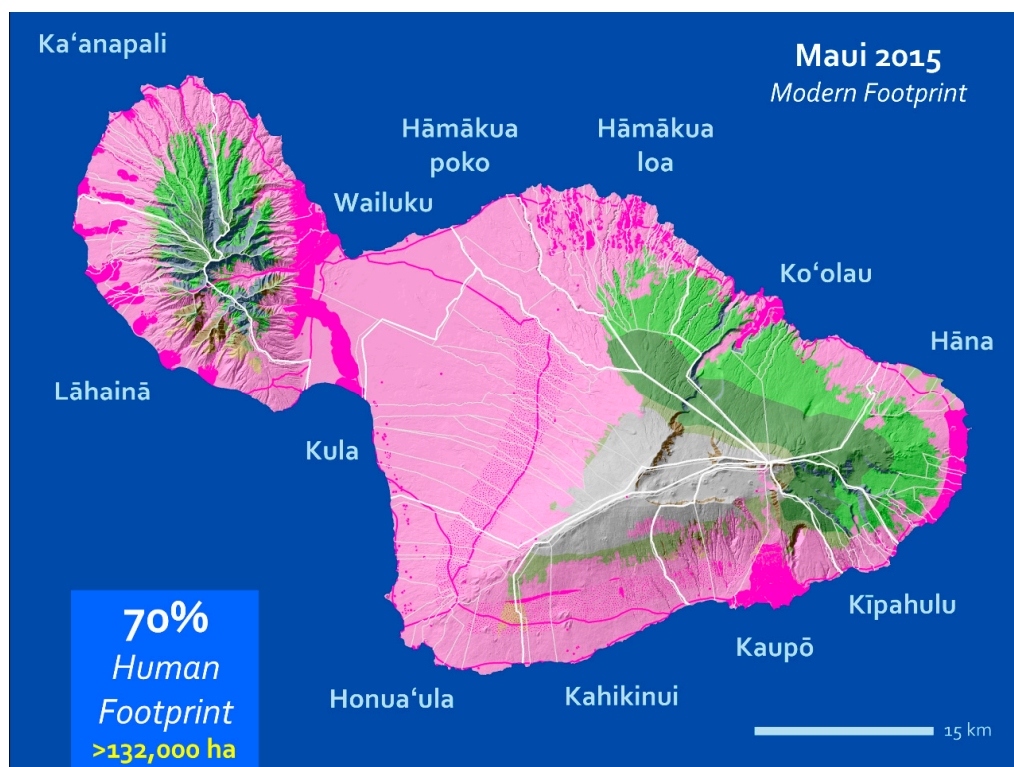 Kaʻanapali
Maui 2015
Modern Footprint
Hāmākua
poko
Hāmākua
loa
Wailuku
Koʻolau
Hāna
Lāhainā
Kula
70%
Human
Footprint
>132,000 ha
Kīpahulu
Kaupō
Honuaʻula
Kahikinui
15 km